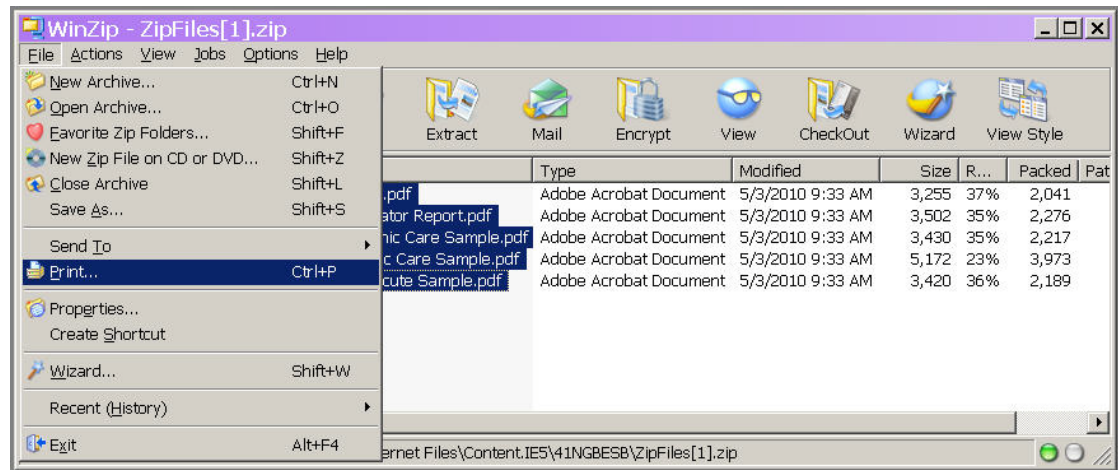 WinZip - ZipFiles[1].zip
File Actions View Jobs Options Help
New Archive... Ctrl+N
Open Archive... Ctrl+O
Favorite Zip Folders... Shift+F
New Zip File on CD or DVD... Shift+Z
Close Archive Shift+L
Save As... Shift+S
Send To
Print... Ctrl+P
Properties...
Create Shortcut
Wizard... Shift+W
Recent (History)
Exit Alt+F4
Extract Mail Encrypt View CheckOut Wizard View Style
Type Modified Size R... Packed Pat
.pdf Adobe Acrobat Document 5/3/2010 9:33 AM 3,255 37% 2,041
ator Report.pdf Adobe Acrobat Document 5/3/2010 9:33 AM 3,502 35% 2,276
nic Care Sample.pdf Adobe Acrobat Document 5/3/2010 9:33 AM 3,430 35% 2,217
c Care Sample.pdf Adobe Acrobat Document 5/3/2010 9:33 AM 5,172 23% 3,973
cute Sample.pdf Adobe Acrobat Document 5/3/2010 9:33 AM 3,420 36% 2,189
ernet Files\Content.IE5\41NGBESB\ZipFiles[1].zip